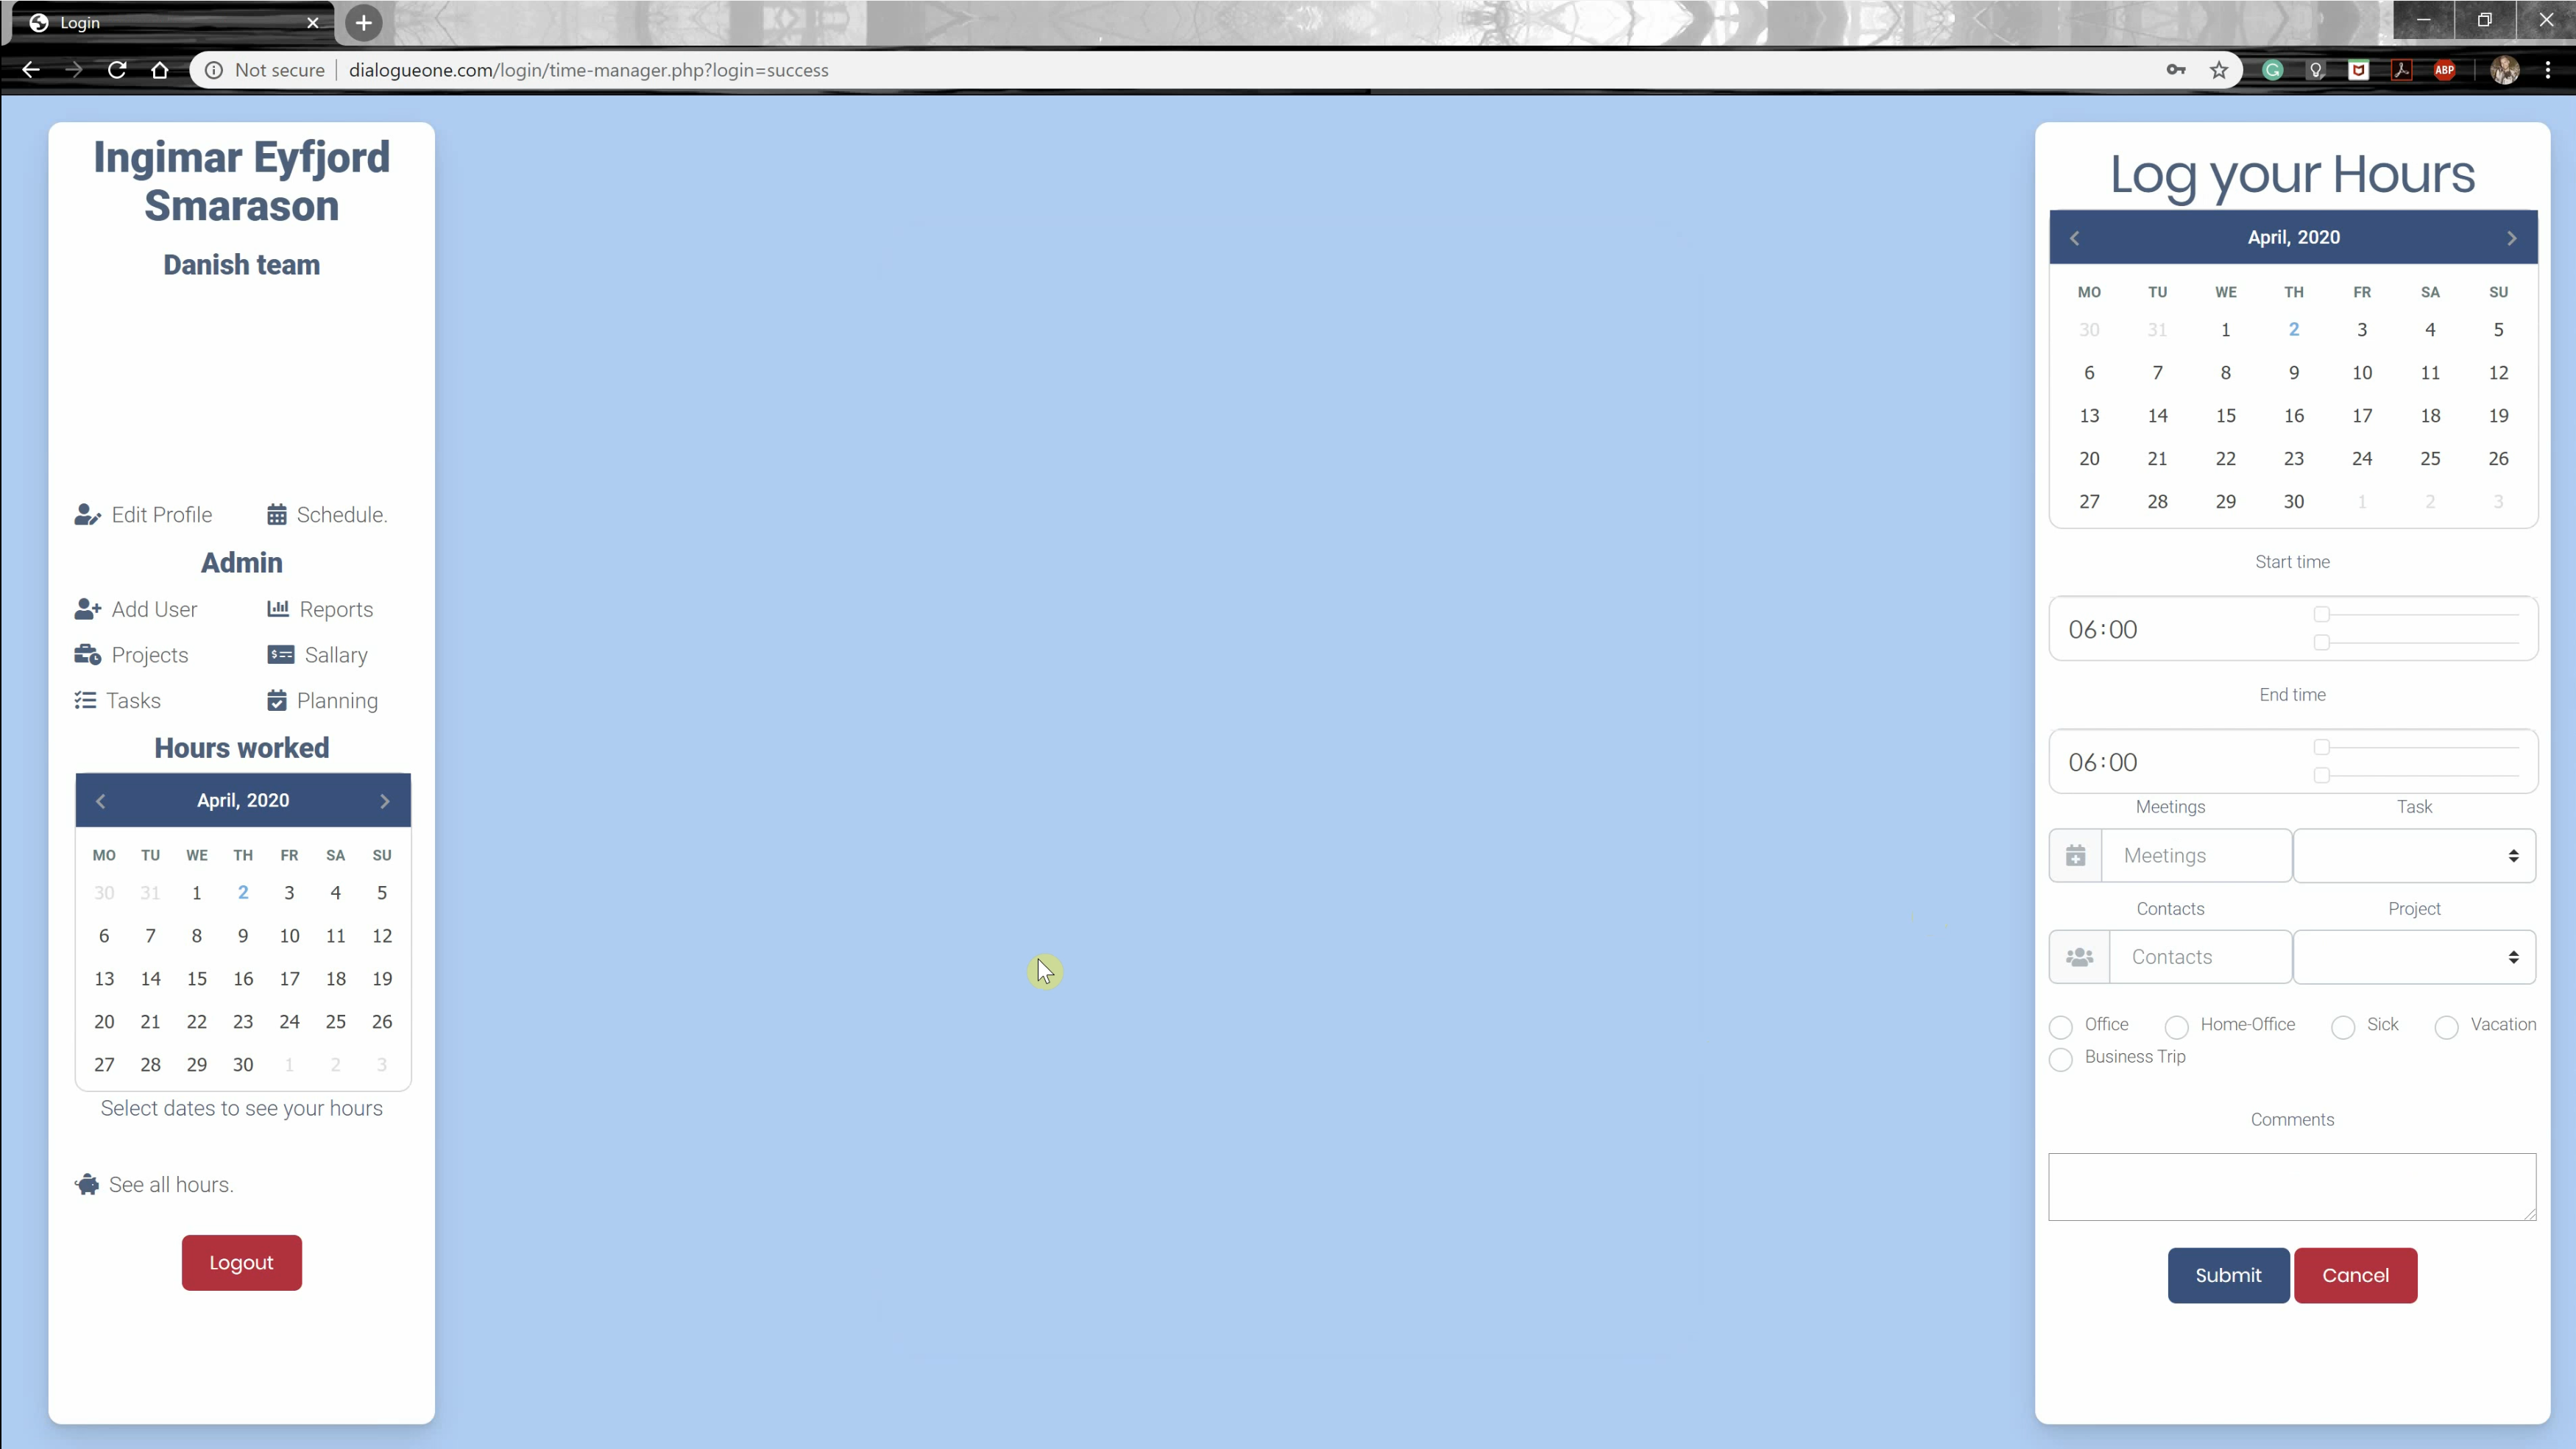 Login
Not secure
dialogueone.com/login/time-manager.php?login=success
ABP
Ingimar Eyfjord
Smarason
Danish team
Edit Profile Schedule.
Admin
Add User Reports
Projects Sallary
Tasks Planning
Hours worked
April, 2020
MO TU WE TH FR SA SU
30 31 1 2 3 4 5
6 7 8 9 10 11 12
13 14 15 16 17 18 19
20 21 22 23 24 25 26
27 28 29 30 1 2 3
Select dates to see your hours
See all hours.
Logout
Log your Hours
April, 2020
MO TU WE TH FR SA SU
30 31 1 2 3 4 5
6 7 8 9 10 11 12
13 14 15 16 17 18 19
20 21 22 23 24 25 26
27 28 29 30 1 2 3
Start time
06:00
End time
06:00
Meetings Task
Meetings
Contacts Project
Contacts
Office Home-Office Sick Vacation
Business Trip
Comments
Submit Cancel